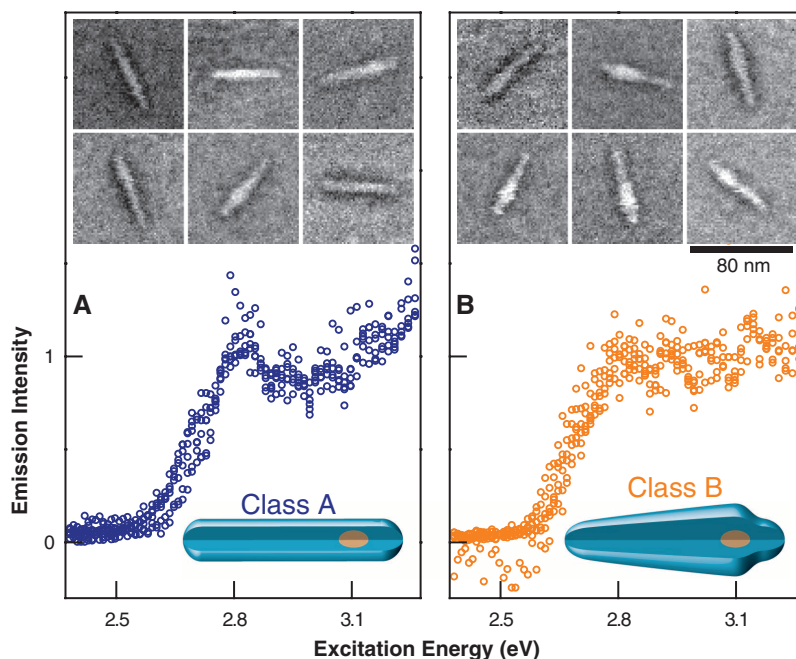 A
B
80 nm
Emission Intensity
1
0
Class A
Class B
2.5
2.8
3.1
2.5
2.8
3.1
Excitation Energy (eV)